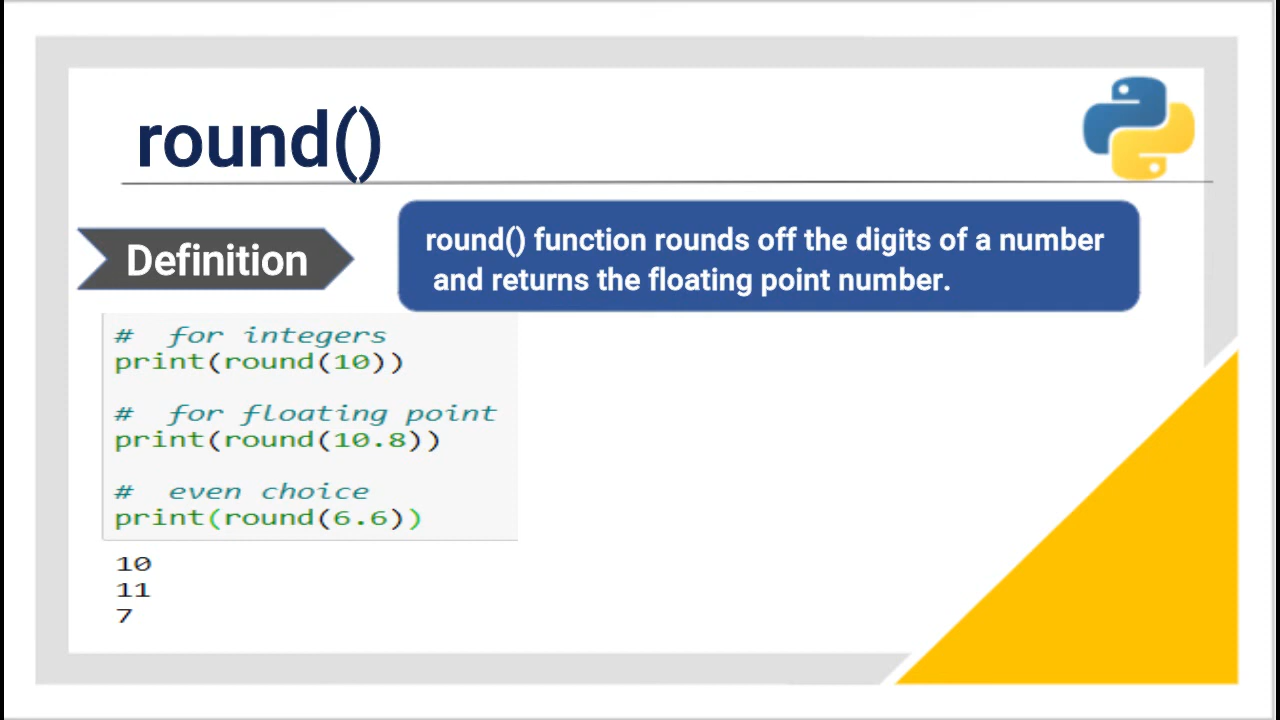 round()
Definition
round() function rounds off the digits of a number
and returns the floating point number.
#  for integers
print(round(10))
#  for floating point
print(round(10.8))
#  even choice
print(round(6.6))
10
11
7